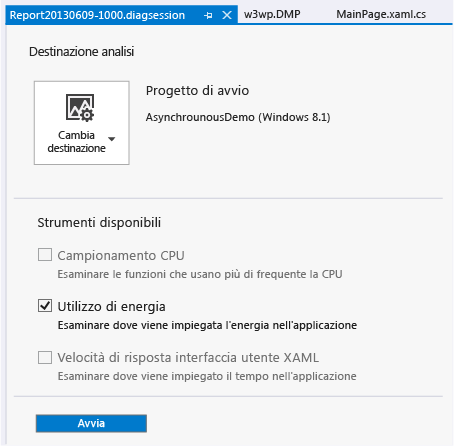 Report20130609-1000.diagsession w3wp.DMP MainPage.xaml.cs
Destinazione analisi
Cambia
destinazione
Progetto di avvio
AsynchrounousDemo (Windows 8.1)
Strumenti disponibili
Campionamento CPU
Esaminare le funzioni che usano più di frequente la CPU
Utilizzo di energia
Esaminare dove viene impiegata l'energia nell'applicazione
Velocità di risposta interfaccia utente XAML
Esaminare dove viene impiegato il tempo nell'applicazione
Avvia